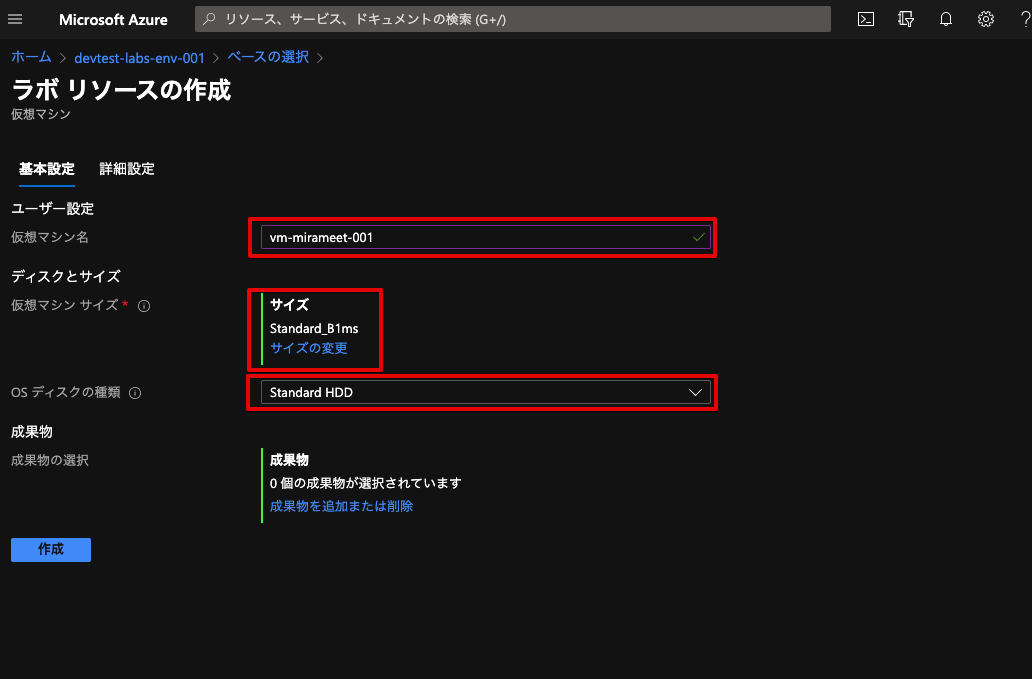 Microsoft Azure
リソース、サービス、ドキュメントの検索 (G+/)
ホーム > devtest-labs-env-001 > ベースの選択 >
ラボ リソースの作成
仮想マシン
基本設定 詳細設定
ユーザー設定
仮想マシン名
vm-mirameet-001
ディスクとサイズ
仮想マシン サイズ *
サイズ
Standard_B1ms
サイズの変更
OS ディスクの種類
Standard HDD
成果物
成果物の選択
成果物
0 個の成果物が選択されています
成果物を追加または削除
作成